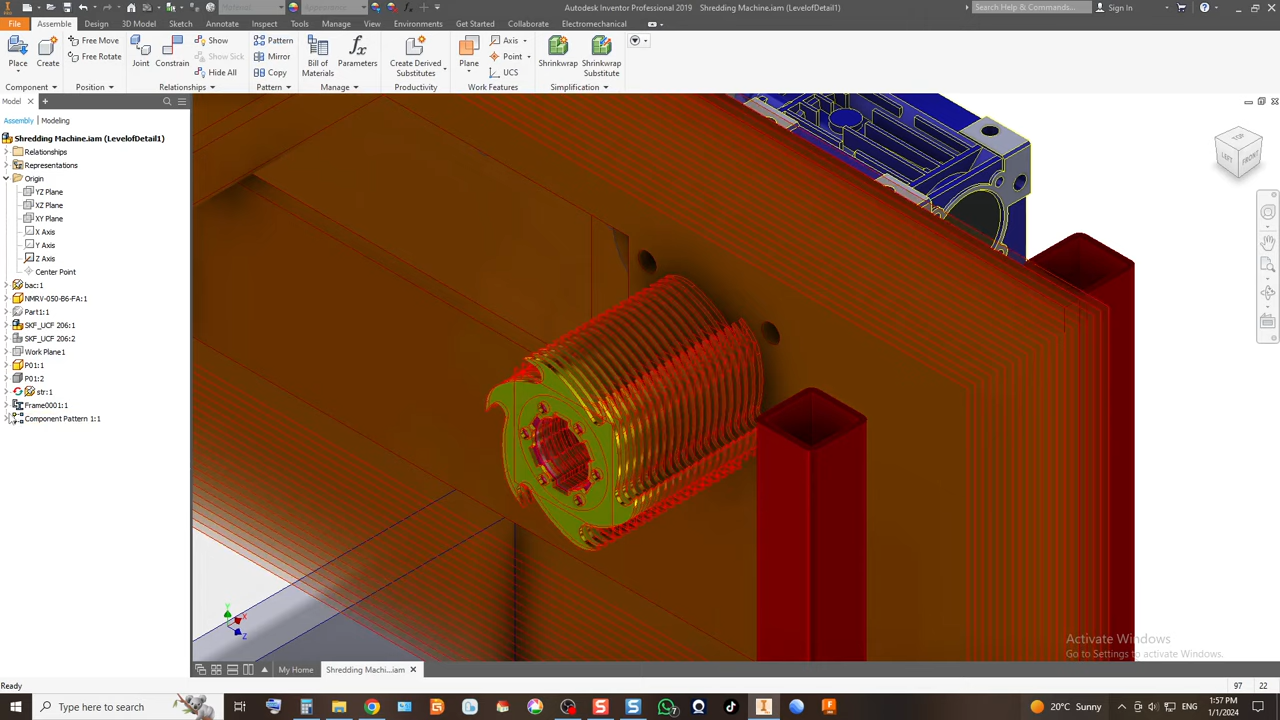 Material
Appearance
Autodesk Inventor Professional 2019   Shredding Machine.iam (LevelofDetail1)
Search Help & Commands...
Sign In
File
Assemble
Design
3D Model
Sketch
Annotate
Inspect
Tools
Manage
View
Environments
Get Started
Collaborate
Electromechanical
Place
Create
Free Move
Free Rotate
Joint
Constrain
Show
Show Sick
Hide All
Pattern
Mirror
Copy
Bill of
Materials
Parameters
Create Derived
Substitutes
Plane
Axis
Point
UCS
Shrinkwrap
Shrinkwrap
Substitute
Component
Position
Relationships
Pattern
Manage
Productivity
Work Features
Simplification
Model
Assembly
Modeling
Shredding Machine.iam (LevelofDetail1)
Relationships
Representations
Origin
YZ Plane
XZ Plane
XY Plane
X Axis
Y Axis
Z Axis
Center Point
bac:1
NMRV-050-B6-FA:1
Part1:1
SKF_UCF 206:1
SKF_UCF 206:2
Work Plane1
P01:1
P01:2
str:1
Frame0001:1
Component Pattern 1:1
TOP
LEFT
FRONT
Y
X
Z
Activate Windows
Go to Settings to activate Windows.
My Home
Shredding Machi...iam
Ready
97
22
Type here to search
20°C Sunny
ENG
1:57 PM
1/1/2024